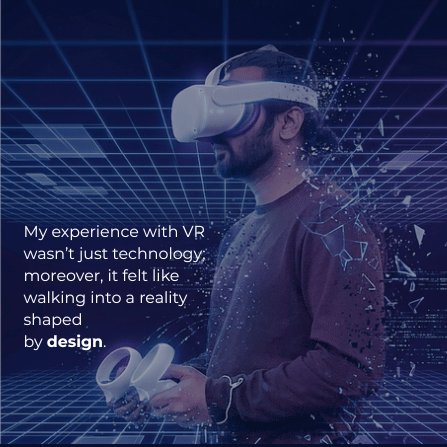 My experience with VR
wasn't just technology;
moreover, it felt like
walking into a reality
shaped
by design.